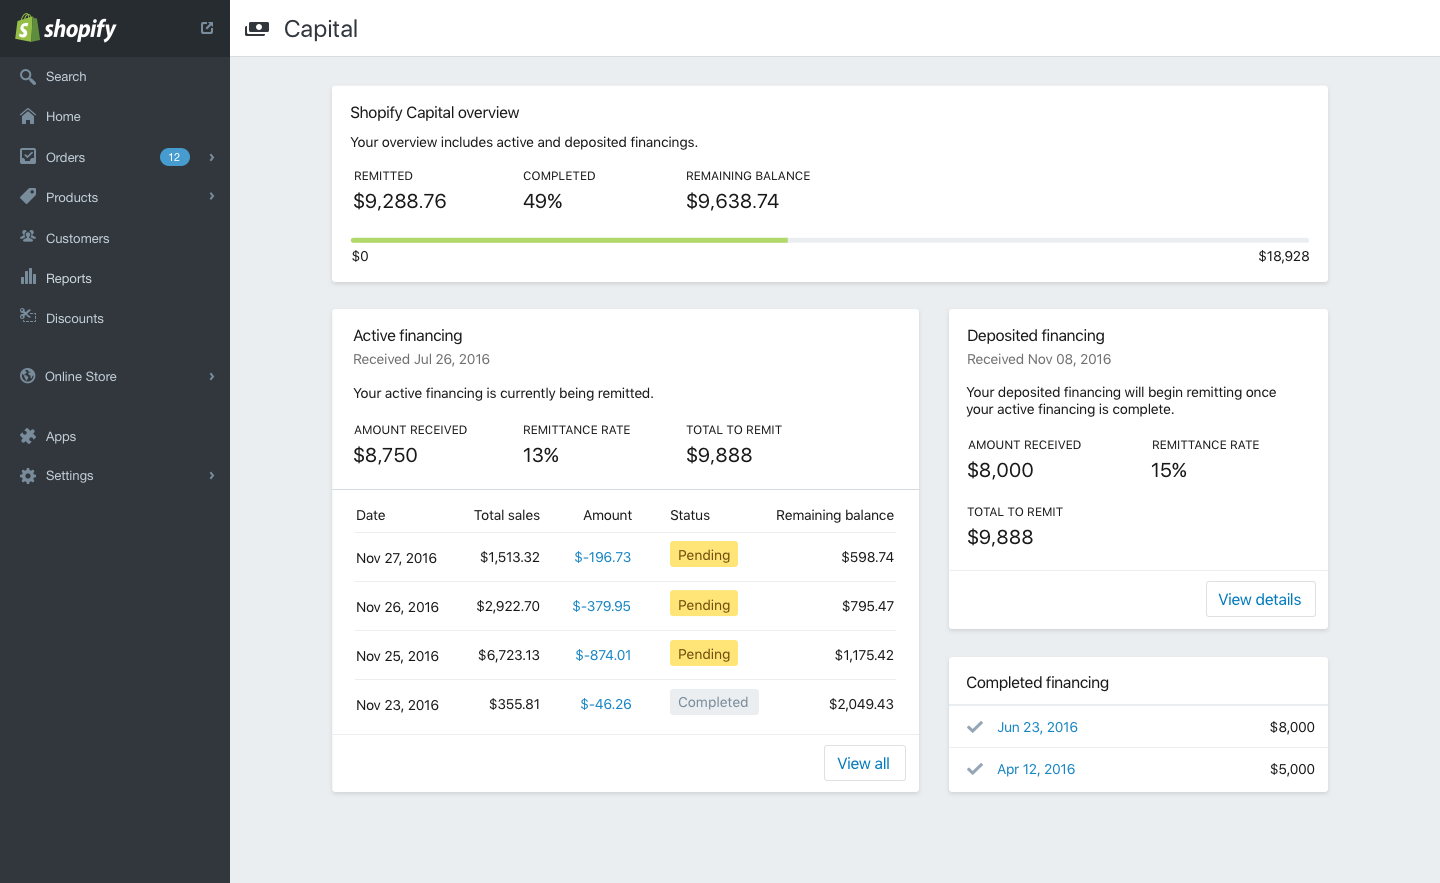 shopify
Capital
Search
Home
Orders 12
Products
Customers
Reports
Discounts
Online Store
Apps
Settings
Shopify Capital overview
Your overview includes active and deposited financings.
REMITTED COMPLETED REMAINING BALANCE
$9,288.76 49% $9,638.74
$0 $18,928
Active financing
Received Jul 26, 2016
Your active financing is currently being remitted.
AMOUNT RECEIVED REMITTANCE RATE TOTAL TO REMIT
$8,750 13% $9,888
Date Total sales Amount Status Remaining balance
Nov 27, 2016 $1,513.32 $-196.73 Pending $598.74
Nov 26, 2016 $2,922.70 $-379.95 Pending $795.47
Nov 25, 2016 $6,723.13 $-874.01 Pending $1,175.42
Nov 23, 2016 $355.81 $-46.26 Completed $2,049.43
View all
Deposited financing
Received Nov 08, 2016
Your deposited financing will begin remitting once
your active financing is complete.
AMOUNT RECEIVED REMITTANCE RATE
$8,000 15%
TOTAL TO REMIT
$9,888
View details
Completed financing
Jun 23, 2016 $8,000
Apr 12, 2016 $5,000